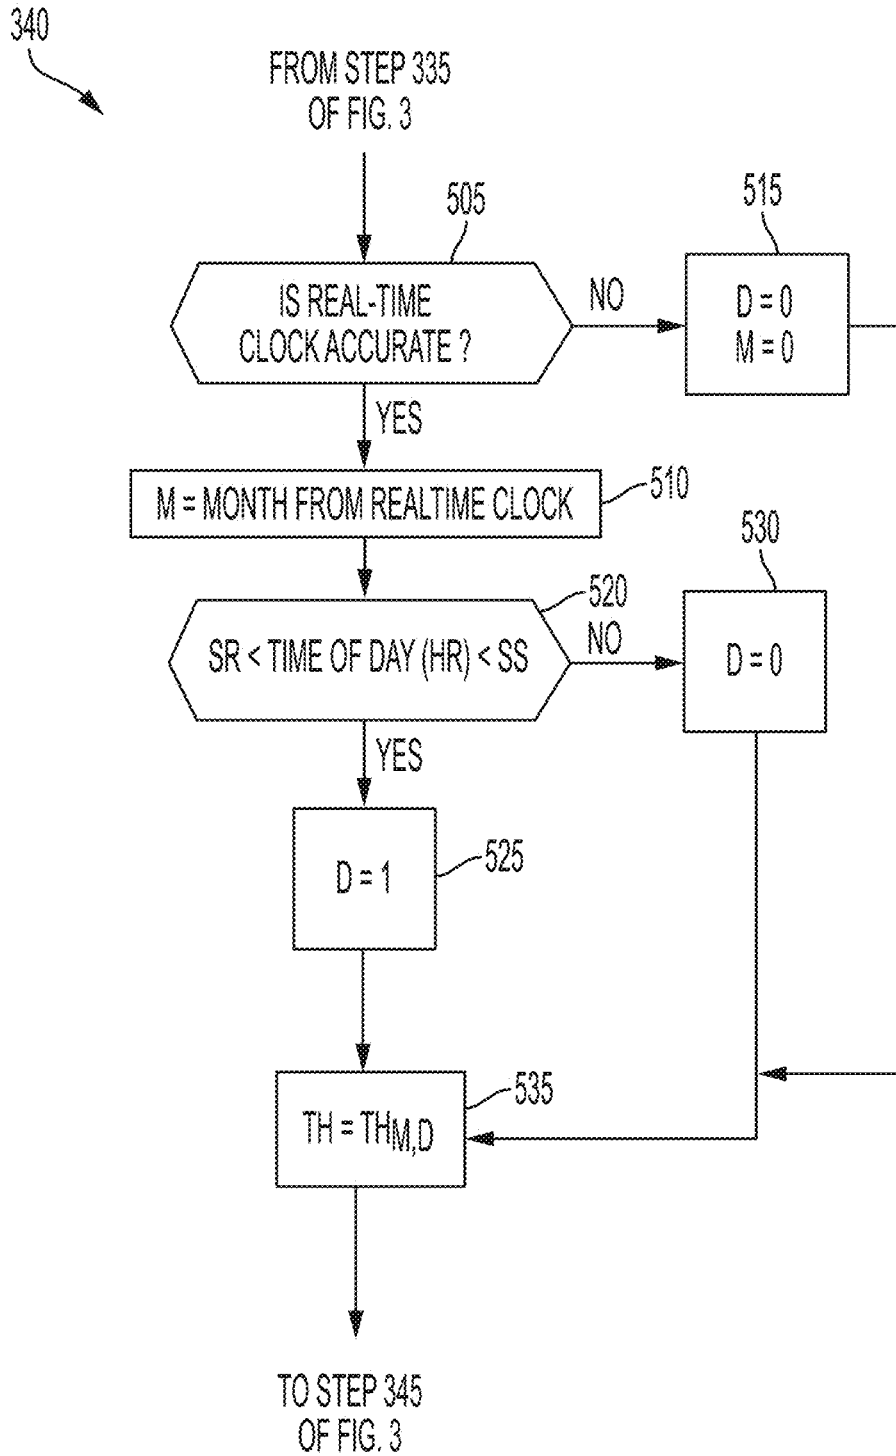 340
FROM STEP 335
OF FIG. 3
505
IS REAL-TIME
CLOCK ACCURATE ?
NO
515
D = 0
M = 0
YES
M = MONTH FROM REALTIME CLOCK
510
520
SR < TIME OF DAY (HR) < SS
NO
530
D = 0
YES
D = 1
525
535
TH = TH_M,D
TO STEP 345
OF FIG. 3